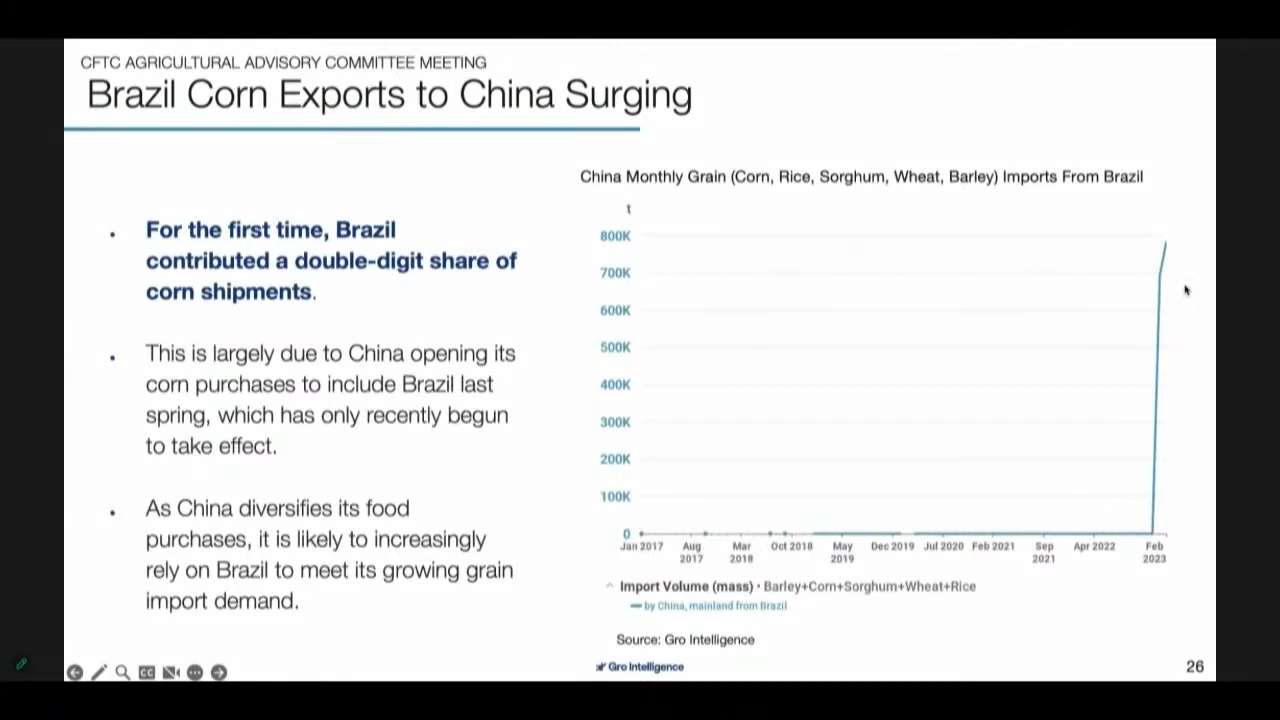 CFTC AGRICULTURAL ADVISORY COMMITTEE MEETING
Brazil Corn Exports to China Surging
• For the first time, Brazil
contributed a double-digit share of
corn shipments.
• This is largely due to China opening its
corn purchases to include Brazil last
spring, which has only recently begun
to take effect.
• As China diversifies its food
purchases, it is likely to increasingly
rely on Brazil to meet its growing grain
import demand.
China Monthly Grain (Corn, Rice, Sorghum, Wheat, Barley) Imports From Brazil
t
800K
700K
600K
500K
400K
300K
200K
100K
0
Jan 2017 Aug 2017 Mar 2018 Oct 2018 May 2019 Dec 2019 Jul 2020 Feb 2021 Sep 2021 Apr 2022 Feb 2023
Import Volume (mass) • Barley+Corn+Sorghum+Wheat+Rice
by China, mainland from Brazil
Source: Gro Intelligence
Gro Intelligence
26
CC